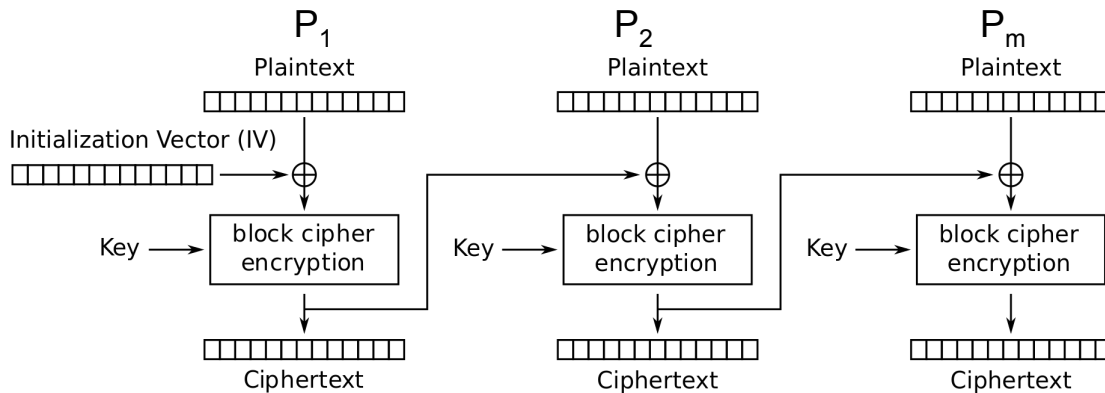 P1
P2
Pm
Plaintext
Plaintext
Plaintext
Initialization Vector (IV)
Key
block cipher
encryption
Key
block cipher
encryption
Key
block cipher
encryption
Ciphertext
Ciphertext
Ciphertext